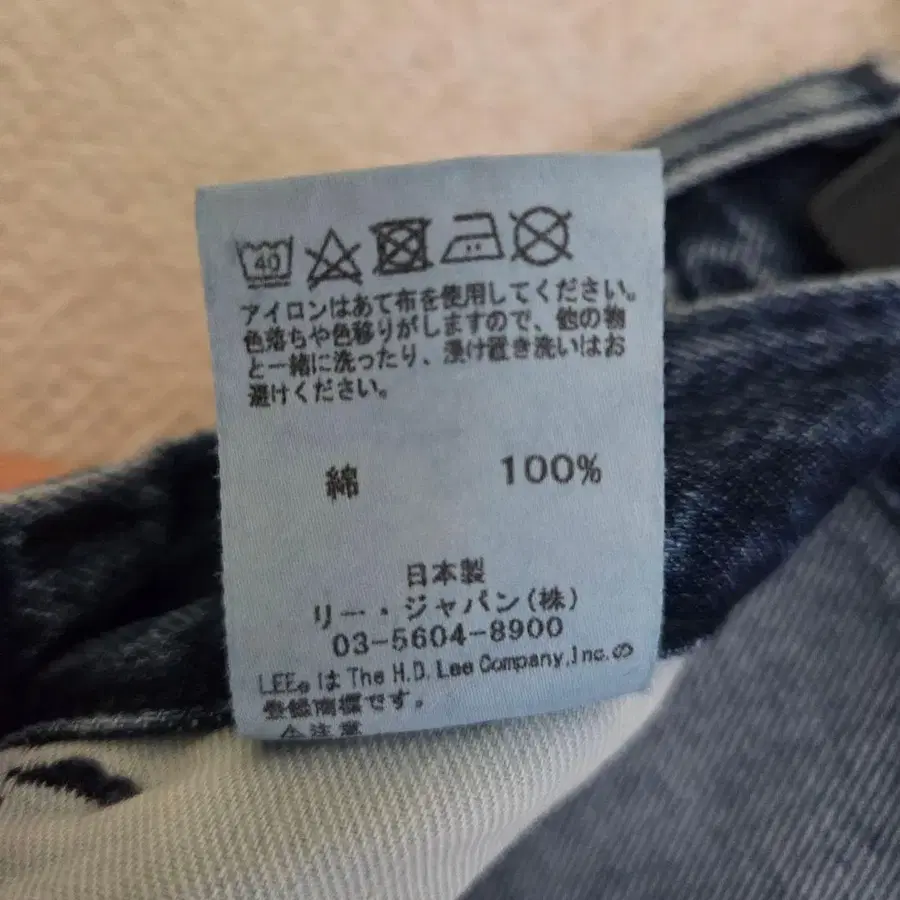 40
アイロンはあて布を使用してください。
色落ちや色移りがしますので、他の物
と一緒に洗ったり、浸け置き洗いはお
避けください。
綿 100%
日本製
リー・ジャパン(株)
03-5604-8900
LEE®は The H.D. Lee Company,Inc.の
登録商標です。
⚠注意